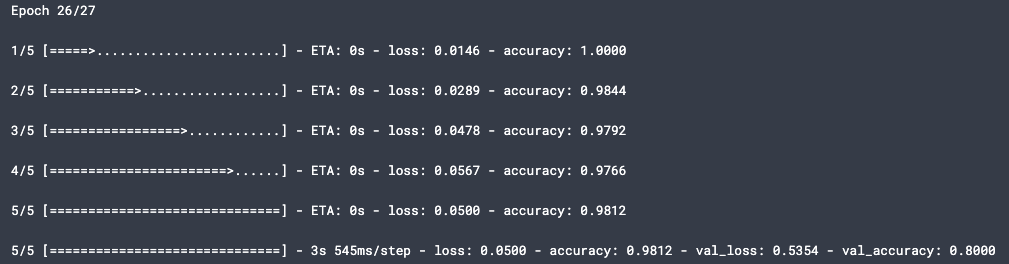 Epoch 26/27
1/5 [=====>........................] - ETA: 0s - loss: 0.0146 - accuracy: 1.0000
2/5 [===========>..................] - ETA: 0s - loss: 0.0289 - accuracy: 0.9844
3/5 [=================>............] - ETA: 0s - loss: 0.0478 - accuracy: 0.9792
4/5 [=======================>......] - ETA: 0s - loss: 0.0567 - accuracy: 0.9766
5/5 [==============================] - ETA: 0s - loss: 0.0500 - accuracy: 0.9812
5/5 [==============================] - 3s 545ms/step - loss: 0.0500 - accuracy: 0.9812 - val_loss: 0.5354 - val_accuracy: 0.8000